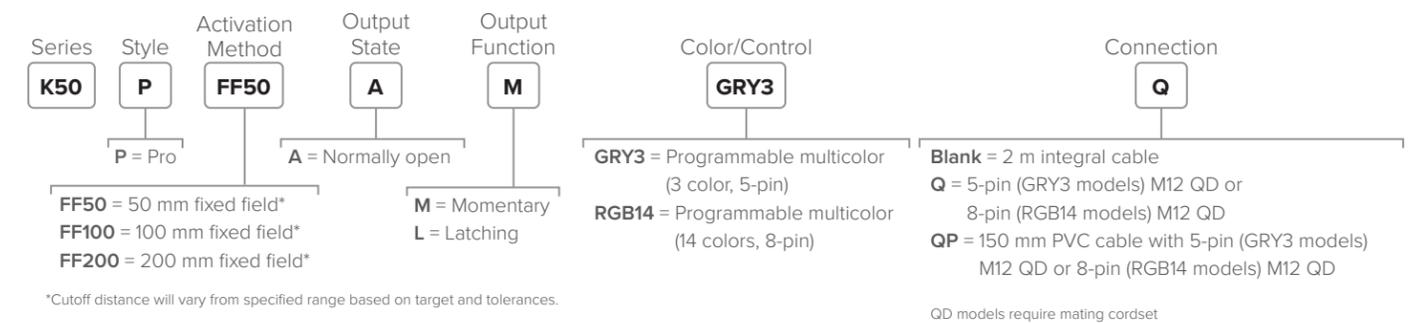 Series
Style
Activation
Method
Output
State
Output
Function
Color/Control
Connection
K50
P
FF50
A
M
GRY3
Q
P = Pro
FF50 = 50 mm fixed field*
FF100 = 100 mm fixed field*
FF200 = 200 mm fixed field*
A = Normally open
M = Momentary
L = Latching
GRY3 = Programmable multicolor
(3 color, 5-pin)
RGB14 = Programmable multicolor
(14 colors, 8-pin)
Blank = 2 m integral cable
Q = 5-pin (GRY3 models) M12 QD or
8-pin (RGB14 models) M12 QD
QP = 150 mm PVC cable with 5-pin (GRY3 models)
M12 QD or 8-pin (RGB14 models) M12 QD
*Cutoff distance will vary from specified range based on target and tolerances.
QD models require mating cordset